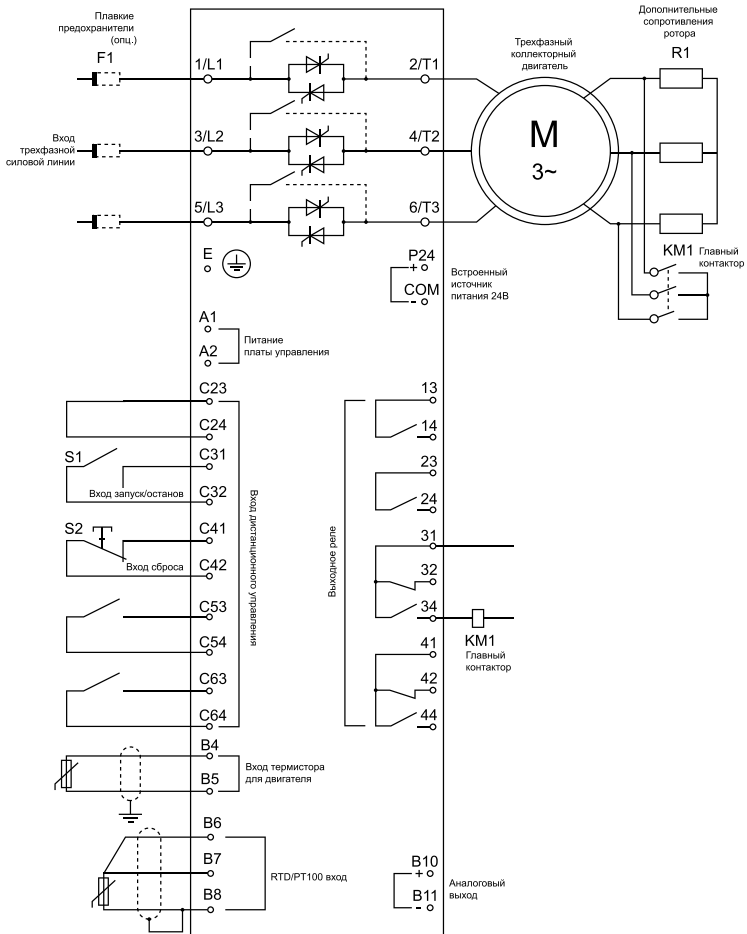 Плавкие
предохранители
(опц.)
F1
Дополнительные
сопротивления
ротора
R1
Трехфазный
коллекторный
двигатель
1/L1
2/T1
Вход
трехфазной
силовой линии
3/L2
4/T2
M
3~
5/L3
6/T3
E
P24
+
COM
-
Встроенный
источник
питания 24В
KM1
Главный
контактор
A1
A2
Питание
платы управления
C23
C24
S1
C31
Вход запуск/останов
C32
S2
C41
Вход сброса
C42
C53
C54
C63
C64
Вход дистанционного управления
13
14
23
24
31
32
34
KM1
Главный
контактор
41
42
44
Выходное реле
B4
B5
Вход термистора
для двигателя
B6
B7
B8
RTD/PT100 вход
B10
+
B11
-
Аналоговый
выход